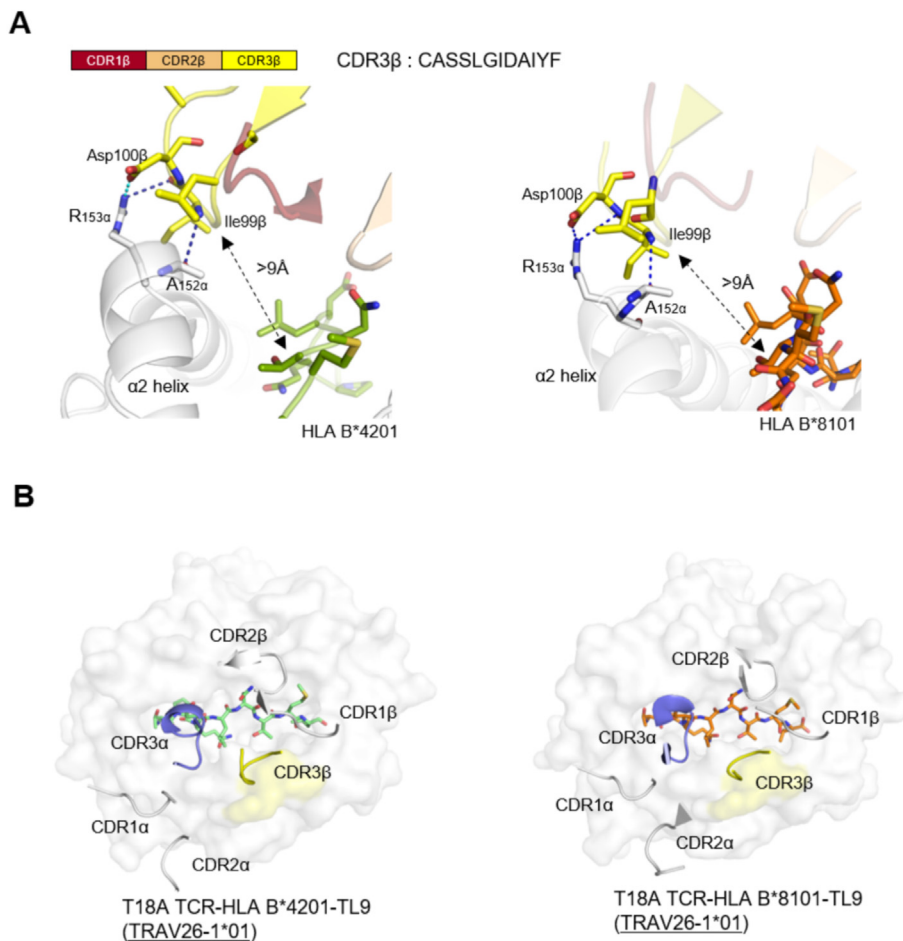 A
CDR1β CDR2β CDR3β CDR3β : CASSLGIDAIYF
Asp100β
R153α
Ile99β
A152α
>9Å
α2 helix
HLA B*4201
Asp100β
R153α
Ile99β
A152α
>9Å
α2 helix
HLA B*8101
B
CDR2β
CDR1β
CDR3α
CDR3β
CDR1α
CDR2α
T18A TCR-HLA B*4201-TL9
(TRAV26-1*01)
CDR2β
CDR1β
CDR3α
CDR3β
CDR1α
CDR2α
T18A TCR-HLA B*8101-TL9
(TRAV26-1*01)